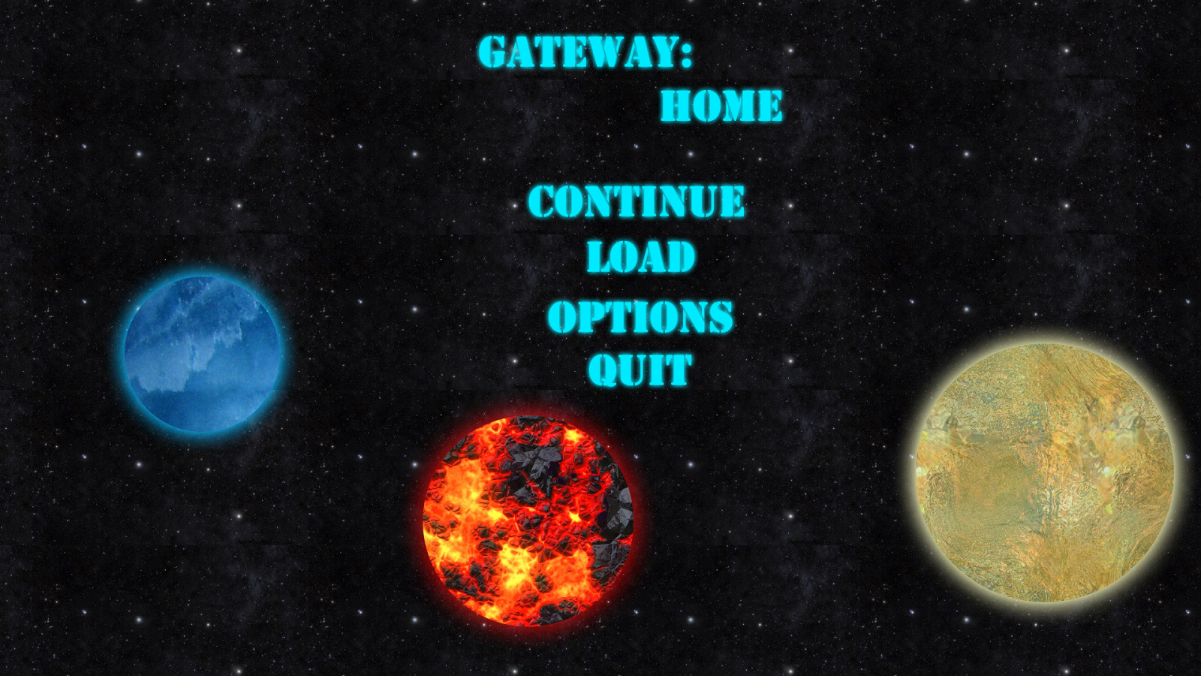 GATEWAY:
HOME
CONTINUE
LOAD
OPTIONS
QUIT